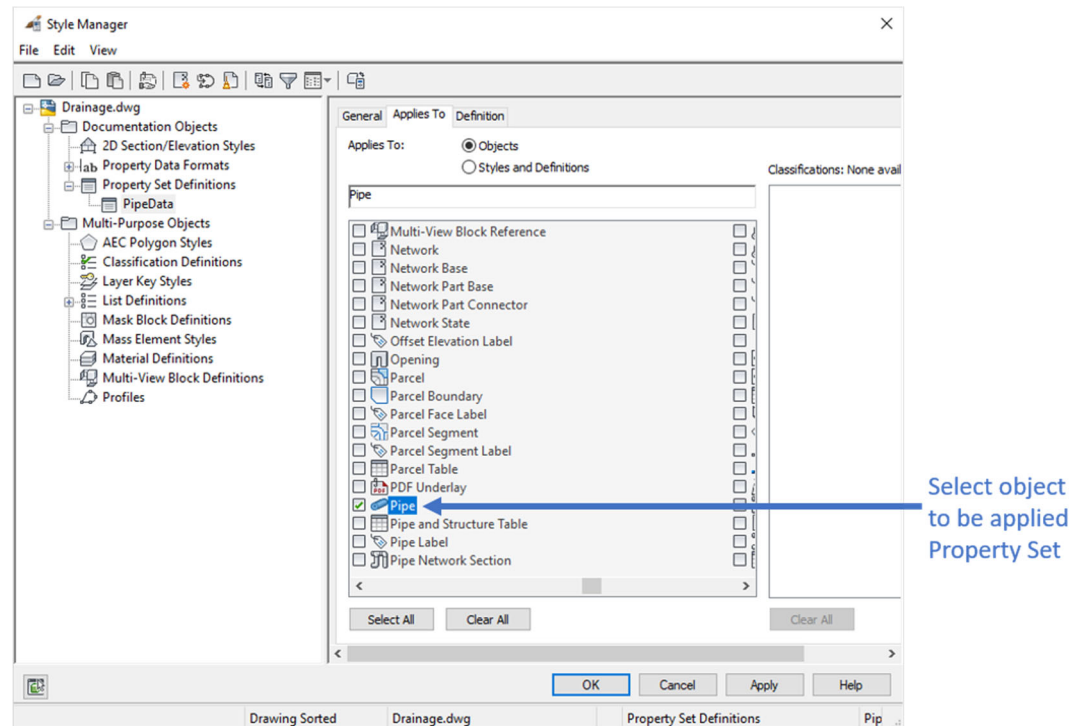 Style Manager
File Edit View
Drainage.dwg
Documentation Objects
2D Section/Elevation Styles
Property Data Formats
Property Set Definitions
PipeData
Multi-Purpose Objects
AEC Polygon Styles
Classification Definitions
Layer Key Styles
List Definitions
Mask Block Definitions
Mass Element Styles
Material Definitions
Multi-View Block Definitions
Profiles
General Applies To Definition
Applies To: Objects
Styles and Definitions
Classifications: None avail
Pipe
Multi-View Block Reference
Network
Network Base
Network Part Base
Network Part Connector
Network State
Offset Elevation Label
Opening
Parcel
Parcel Boundary
Parcel Face Label
Parcel Segment
Parcel Segment Label
Parcel Table
PDF Underlay
Pipe
Pipe and Structure Table
Pipe Label
Pipe Network Section
Select All Clear All Clear All
OK Cancel Apply Help
Drawing Sorted Drainage.dwg Property Set Definitions Pip
Select object
to be applied
Property Set